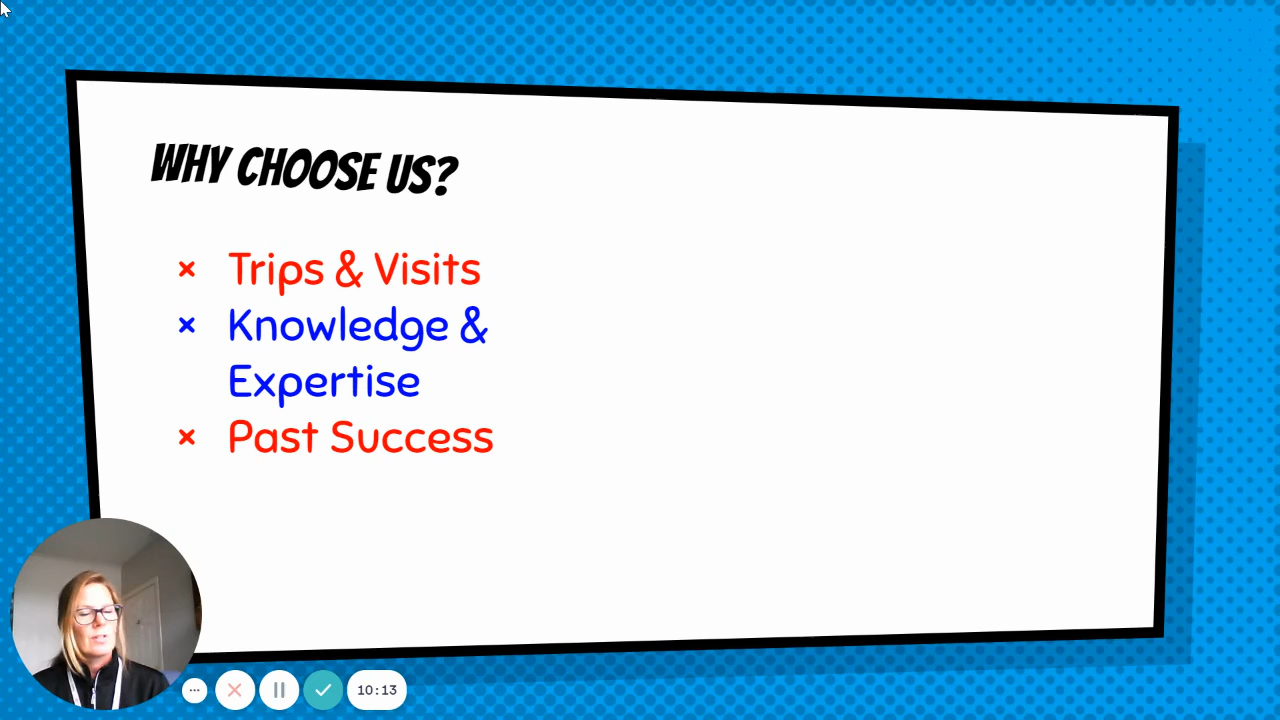 WHY CHOOSE US?
× Trips & Visits
× Knowledge &
Expertise
× Past Success
10:13